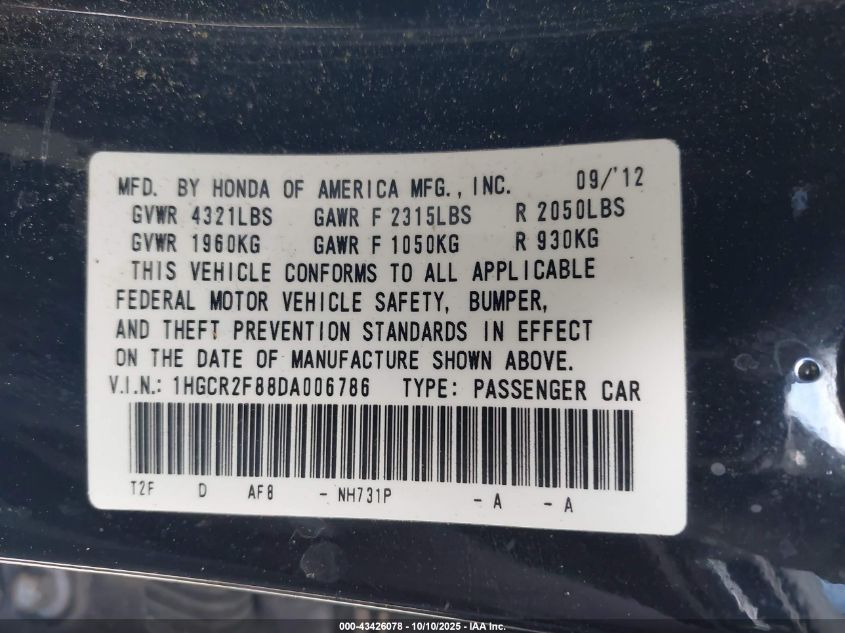 MFD. BY HONDA OF AMERICA MFG., INC. 09/'12
GVWR 4321LBS GAWR F 2315LBS R 2050LBS
GVWR 1960KG GAWR F 1050KG R 930KG
THIS VEHICLE CONFORMS TO ALL APPLICABLE
FEDERAL MOTOR VEHICLE SAFETY, BUMPER,
AND THEFT PREVENTION STANDARDS IN EFFECT
ON THE DATE OF MANUFACTURE SHOWN ABOVE.
V.I.N.: 1HGCR2F88DA006786 TYPE: PASSENGER CAR
T2F D AF8 - NH731P - A - A
000-43426078 - 10/10/2025 - IAA Inc.